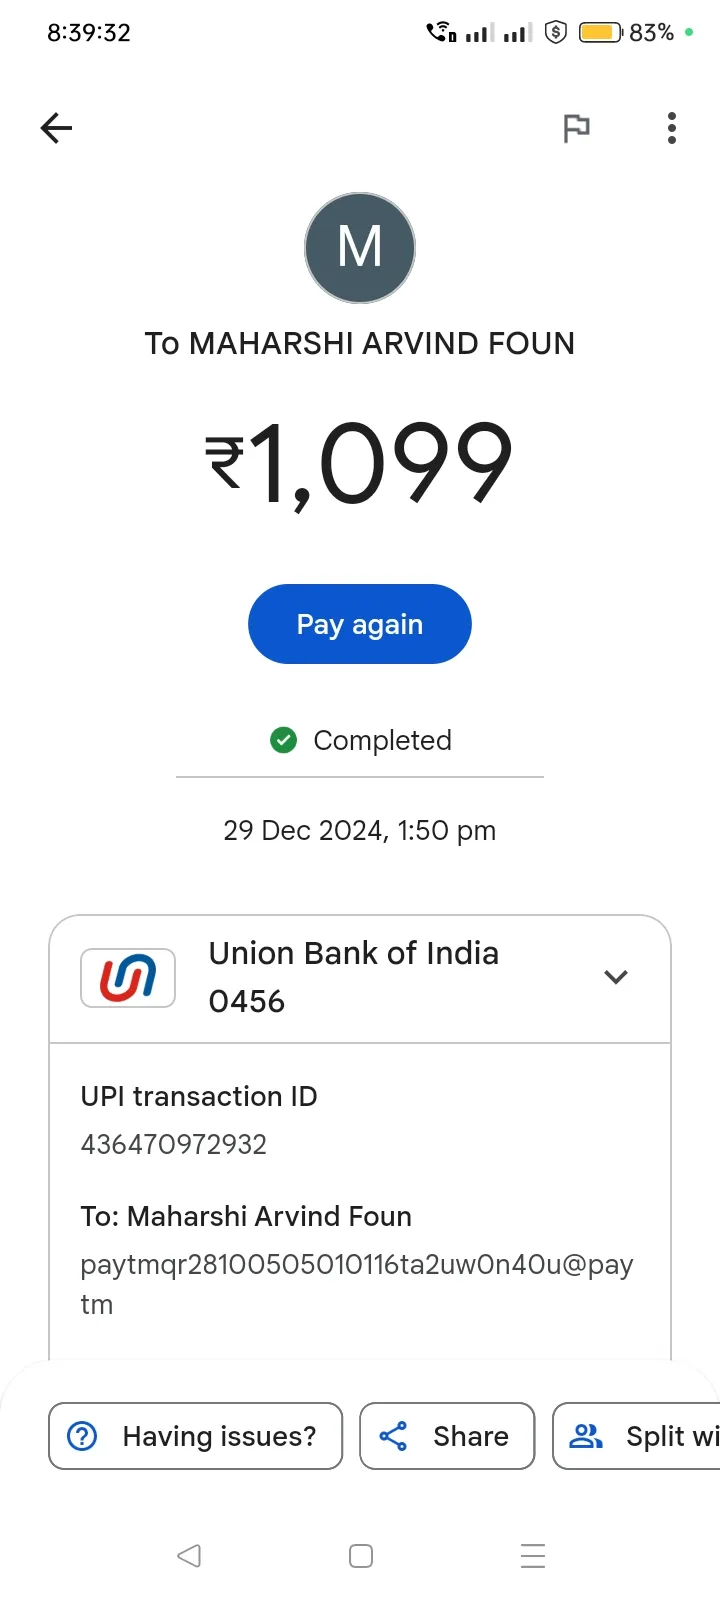 8:39:32
83%
M
To MAHARSHI ARVIND FOUN
₹1,099
Pay again
Completed
29 Dec 2024, 1:50 pm
Union Bank of India
0456
UPI transaction ID
436470972932
To: Maharshi Arvind Foun
paytmqr28100505010116ta2uw0n40u@pay
tm
Having issues?
Share
Split wi